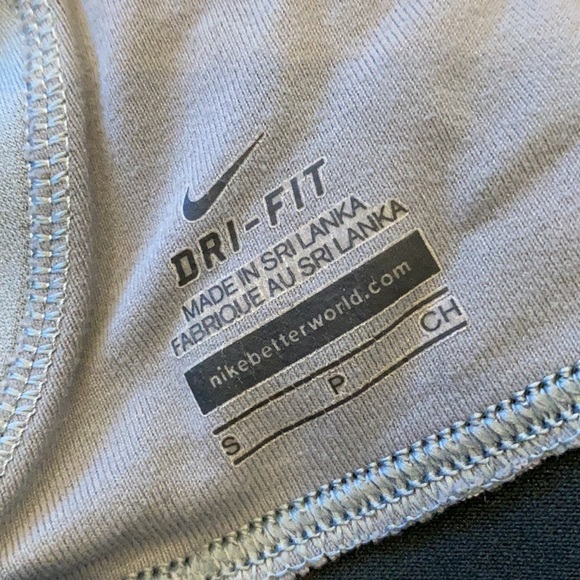 DRI-FIT
MADE IN SRI LANKA
FABRIQUE AU SRI LANKA
nikebetterworld.com
S P CH